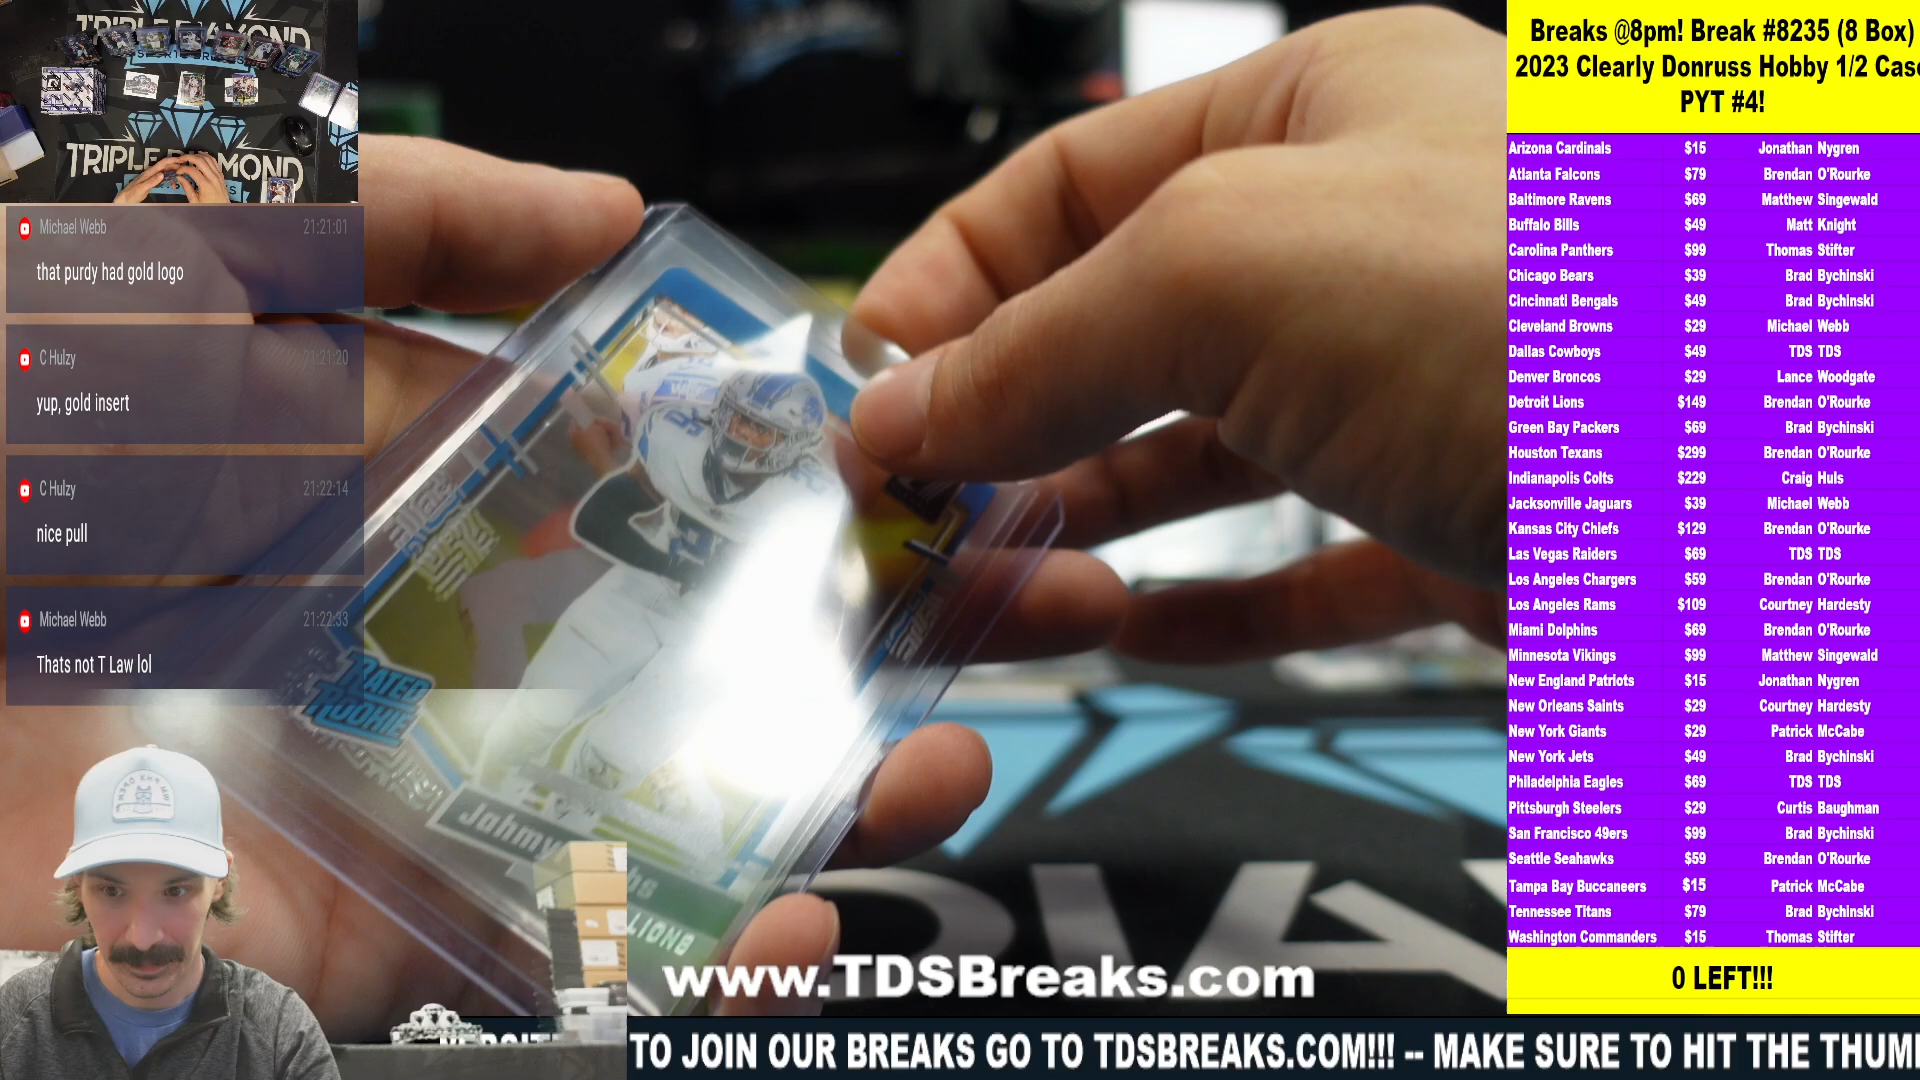 TRIPLE DIAMOND
SPORTS BREAKS
TRIPLE DIAMOND
Michael Webb 21:21:01
that purdy had gold logo
C Hulzy 21:21:20
yup, gold insert
C Hulzy 21:22:14
nice pull
Michael Webb 21:22:33
Thats not T Law lol
RATED
ROOKIE
LIONS
www.TDSBreaks.com
TO JOIN OUR BREAKS GO TO TDSBREAKS.COM!!! -- MAKE SURE TO HIT THE THUM
Breaks @8pm! Break #8235 (8 Box)
2023 Clearly Donruss Hobby 1/2 Case
PYT #4!
Arizona Cardinals $15 Jonathan Nygren
Atlanta Falcons $79 Brendan O'Rourke
Baltimore Ravens $69 Matthew Singewald
Buffalo Bills $49 Matt Knight
Carolina Panthers $99 Thomas Stifter
Chicago Bears $39 Brad Bychinski
Cincinnati Bengals $49 Brad Bychinski
Cleveland Browns $29 Michael Webb
Dallas Cowboys $49 TDS TDS
Denver Broncos $29 Lance Woodgate
Detroit Lions $149 Brendan O'Rourke
Green Bay Packers $69 Brad Bychinski
Houston Texans $299 Brendan O'Rourke
Indianapolis Colts $229 Craig Huls
Jacksonville Jaguars $39 Michael Webb
Kansas City Chiefs $129 Brendan O'Rourke
Las Vegas Raiders $69 TDS TDS
Los Angeles Chargers $59 Brendan O'Rourke
Los Angeles Rams $109 Courtney Hardesty
Miami Dolphins $69 Brendan O'Rourke
Minnesota Vikings $99 Matthew Singewald
New England Patriots $15 Jonathan Nygren
New Orleans Saints $29 Courtney Hardesty
New York Giants $29 Patrick McCabe
New York Jets $49 Brad Bychinski
Philadelphia Eagles $69 TDS TDS
Pittsburgh Steelers $29 Curtis Baughman
San Francisco 49ers $99 Brad Bychinski
Seattle Seahawks $59 Brendan O'Rourke
Tampa Bay Buccaneers $15 Patrick McCabe
Tennessee Titans $79 Brad Bychinski
Washington Commanders $15 Thomas Stifter
0 LEFT!!!